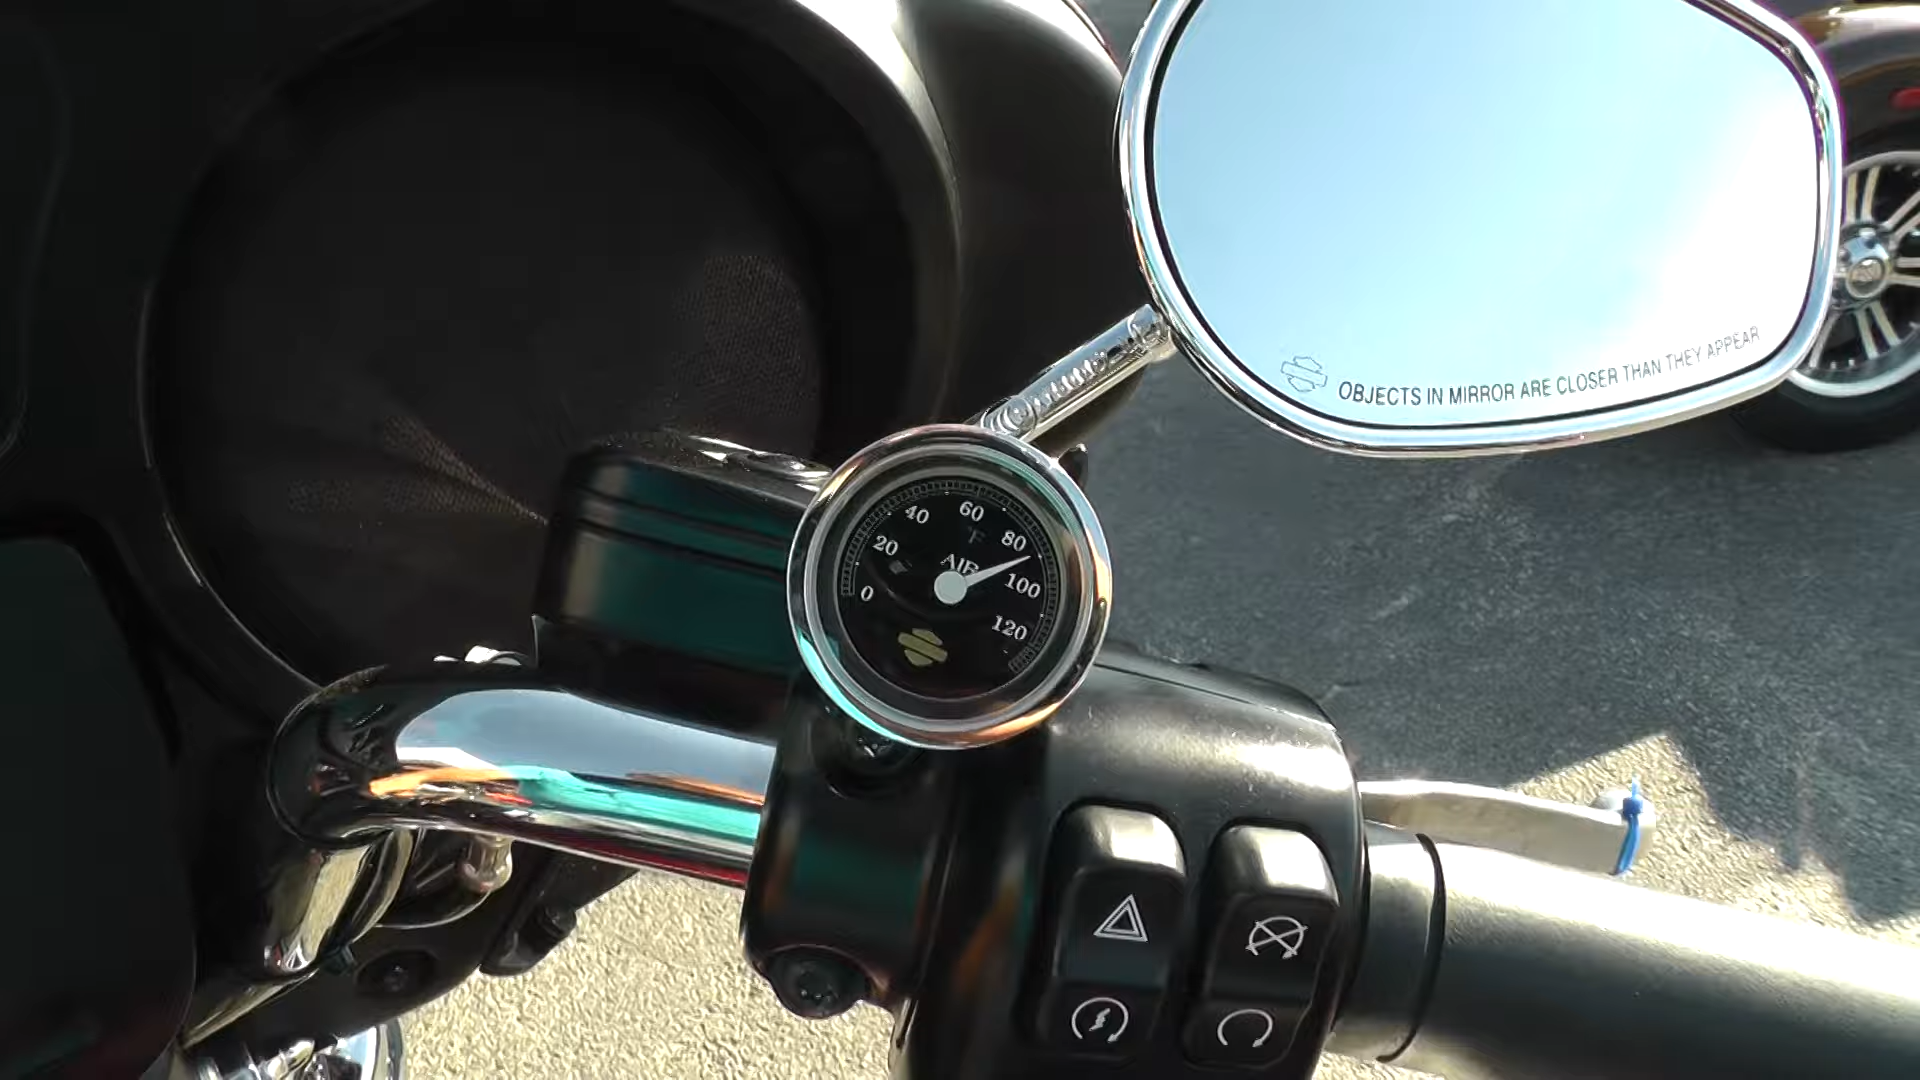 OBJECTS IN MIRROR ARE CLOSER THAN THEY APPEAR
0 20 40 60 80 100 120
°F
AIR